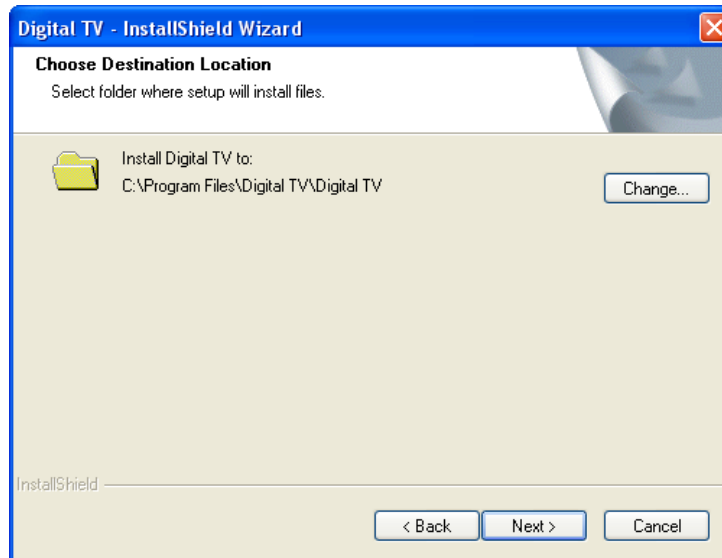 Digital TV - InstallShield Wizard
Choose Destination Location
Select folder where setup will install files.
Install Digital TV to:
C:\Program Files\Digital TV\Digital TV
Change...
InstallShield
< Back
Next >
Cancel